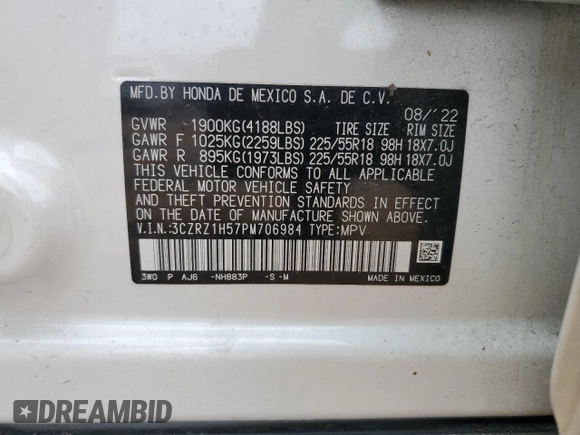 MFD.BY HONDA DE MEXICO S.A. DE C.V. 08/'22
GVWR 1900KG(4188LBS) TIRE SIZE RIM SIZE
GAWR F 1025KG(2259LBS) 225/55R18 98H 18X7.0J
GAWR R 895KG(1973LBS) 225/55R18 98H 18X7.0J
THIS VEHICLE CONFORMS TO ALL APPLICABLE
FEDERAL MOTOR VEHICLE SAFETY
AND THEFT PREVENTION STANDARDS IN EFFECT
ON THE DATE OF MANUFACTURE SHOWN ABOVE.
V.I.N:3CZRZ1H57PM706984 TYPE:MPV
3W0 P AJ6 -NH883P -S -M MADE IN MEXICO
DREAMBID